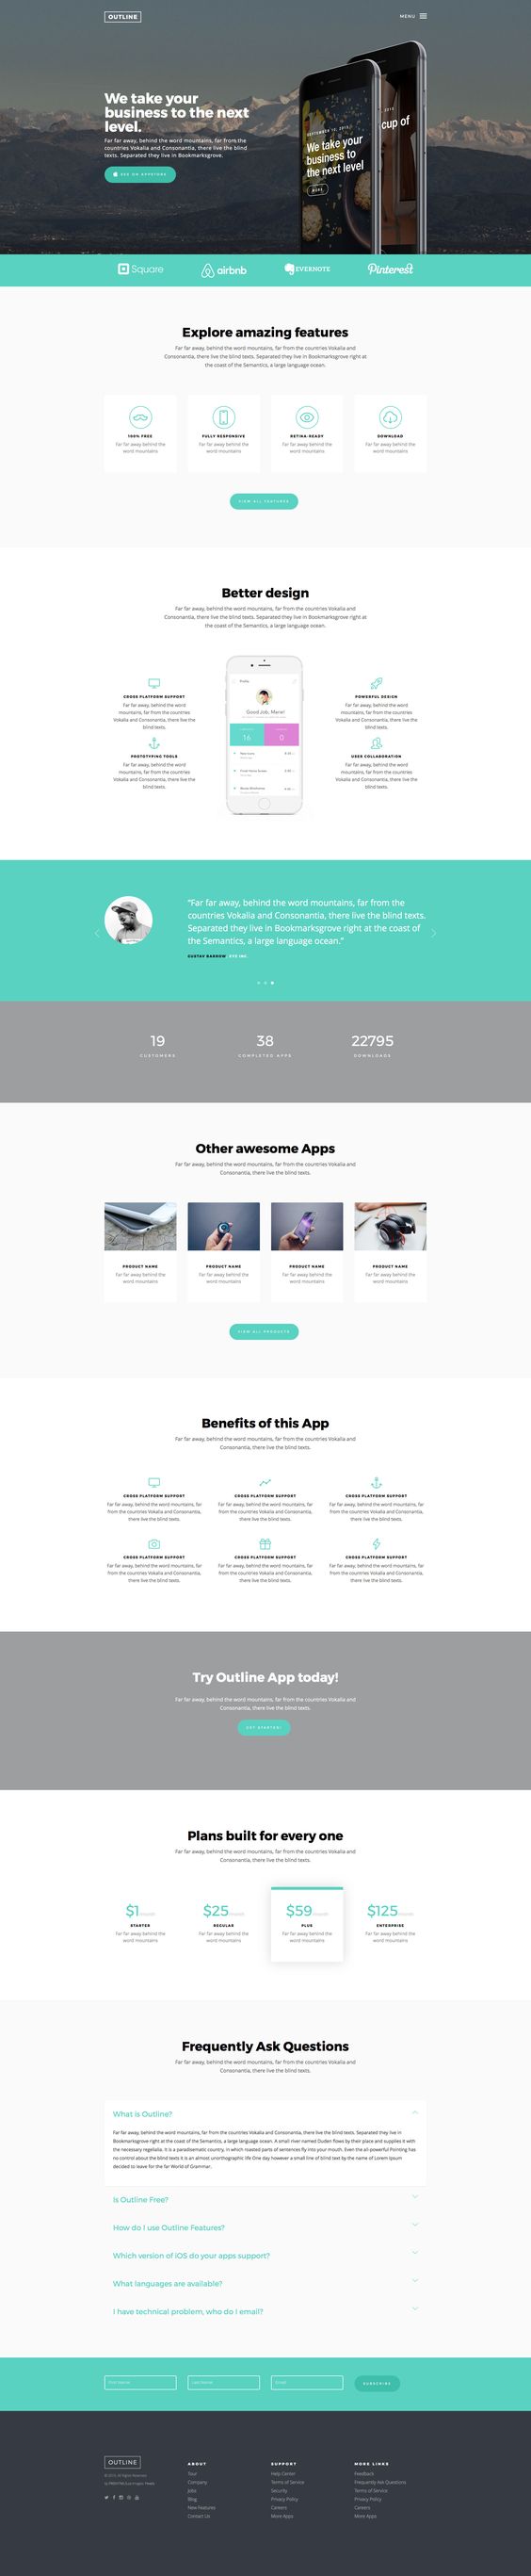 OUTLINE
MENU
We take your
business to the next
level.
Far far away, behind the word mountains, far from the
countries Vokalia and Consonantia, there live the blind
texts. Separated they live in Bookmarksgrove.
SEE ON APPSTORE
We take your
business to
the next level
MORE
2015
cup of
Square
airbnb
EVERNOTE
Pinterest
Explore amazing features
Far far away, behind the word mountains, far from the countries Vokalia and
Consonantia, there live the blind texts. Separated they live in Bookmarksgrove right at
the coast of the Semantics, a large language ocean.
100% FREE
Far far away behind the
word mountains
FULLY RESPONSIVE
Far far away behind the
word mountains
RETINA-READY
Far far away behind the
word mountains
DOWNLOAD
Far far away behind the
word mountains
VIEW ALL FEATURES
Better design
Far far away, behind the word mountains, far from the countries Vokalia and
Consonantia, there live the blind texts. Separated they live in Bookmarksgrove right at
the coast of the Semantics, a large language ocean.
CROSS PLATFORM SUPPORT
Far far away, behind the word
mountains, far from the countries
Vokalia and Consonantia, there live the
blind texts.
PROTOTYPING TOOLS
Far far away, behind the word
mountains, far from the countries
Vokalia and Consonantia, there live the
blind texts.
Profile
Good Job, Mary!
16
0
POWERFUL DESIGN
Far far away, behind the word
mountains, far from the countries
Vokalia and Consonantia, there live the
blind texts.
USER COLLABORATION
Far far away, behind the word
mountains, far from the countries
Vokalia and Consonantia, there live the
blind texts.
“Far far away, behind the word mountains, far from the
countries Vokalia and Consonantia, there live the blind texts.
Separated they live in Bookmarksgrove right at the coast of
the Semantics, a large language ocean.”
GUSTAV BARROW
19
CUSTOMERS
38
COMPLETED APPS
22795
DOWNLOADS
Other awesome Apps
Far far away, behind the word mountains, far from the countries Vokalia and
Consonantia, there live the blind texts.
PRODUCT NAME
Far far away behind the
word mountains
PRODUCT NAME
Far far away behind the
word mountains
PRODUCT NAME
Far far away behind the
word mountains
PRODUCT NAME
Far far away behind the
word mountains
VIEW ALL PRODUCTS
Benefits of this App
Far far away, behind the word mountains, far from the countries Vokalia and
Consonantia, there live the blind texts.
CROSS PLATFORM SUPPORT
Far far away, behind the word mountains, far
from the countries Vokalia and Consonantia,
there live the blind texts.
CROSS PLATFORM SUPPORT
Far far away, behind the word mountains, far
from the countries Vokalia and Consonantia,
there live the blind texts.
CROSS PLATFORM SUPPORT
Far far away, behind the word mountains, far
from the countries Vokalia and Consonantia,
there live the blind texts.
CROSS PLATFORM SUPPORT
Far far away, behind the word mountains, far
from the countries Vokalia and Consonantia,
there live the blind texts.
CROSS PLATFORM SUPPORT
Far far away, behind the word mountains, far
from the countries Vokalia and Consonantia,
there live the blind texts.
CROSS PLATFORM SUPPORT
Far far away, behind the word mountains, far
from the countries Vokalia and Consonantia,
there live the blind texts.
Try Outline App today!
Far far away, behind the word mountains, far from the countries Vokalia and
Consonantia, there live the blind texts.
GET STARTED!
Plans built for every one
Far far away, behind the word mountains, far from the countries Vokalia and
Consonantia, there live the blind texts.
$1
STARTER
Far far away behind the
word mountains
$25
REGULAR
Far far away behind the
word mountains
$59
PLUS
Far far away behind the
word mountains
$125
ENTERPRISE
Far far away behind the
word mountains
Frequently Ask Questions
Far far away, behind the word mountains, far from the countries Vokalia and
Consonantia, there live the blind texts.
What is Outline?
Far far away, behind the word mountains, far from the countries Vokalia and Consonantia, there live the blind texts. Separated they live in
Bookmarksgrove right at the coast of the Semantics, a large language ocean. A small river named Duden flows by their place and supplies it with
the necessary regelialia. It is a paradisematic country, in which roasted parts of sentences fly into your mouth. Even the all-powerful Pointing has
no control about the blind texts it is an almost unorthographic life One day however a small line of blind text by the name of Lorem Ipsum
decided to leave for the far World of Grammar.
Is Outline Free?
How do I use Outline Features?
Which version of iOS do your apps support?
What languages are available?
I have technical problem, who do I email?
SUBSCRIBE
OUTLINE
ABOUT
Tour
Company
Jobs
Blog
New Features
Contact Us
SUPPORT
Help Center
Terms of Service
Security
Privacy Policy
Careers
More Apps
MORE LINKS
Feedback
Frequently Ask Questions
Terms of Service
Privacy Policy
Careers
More Apps